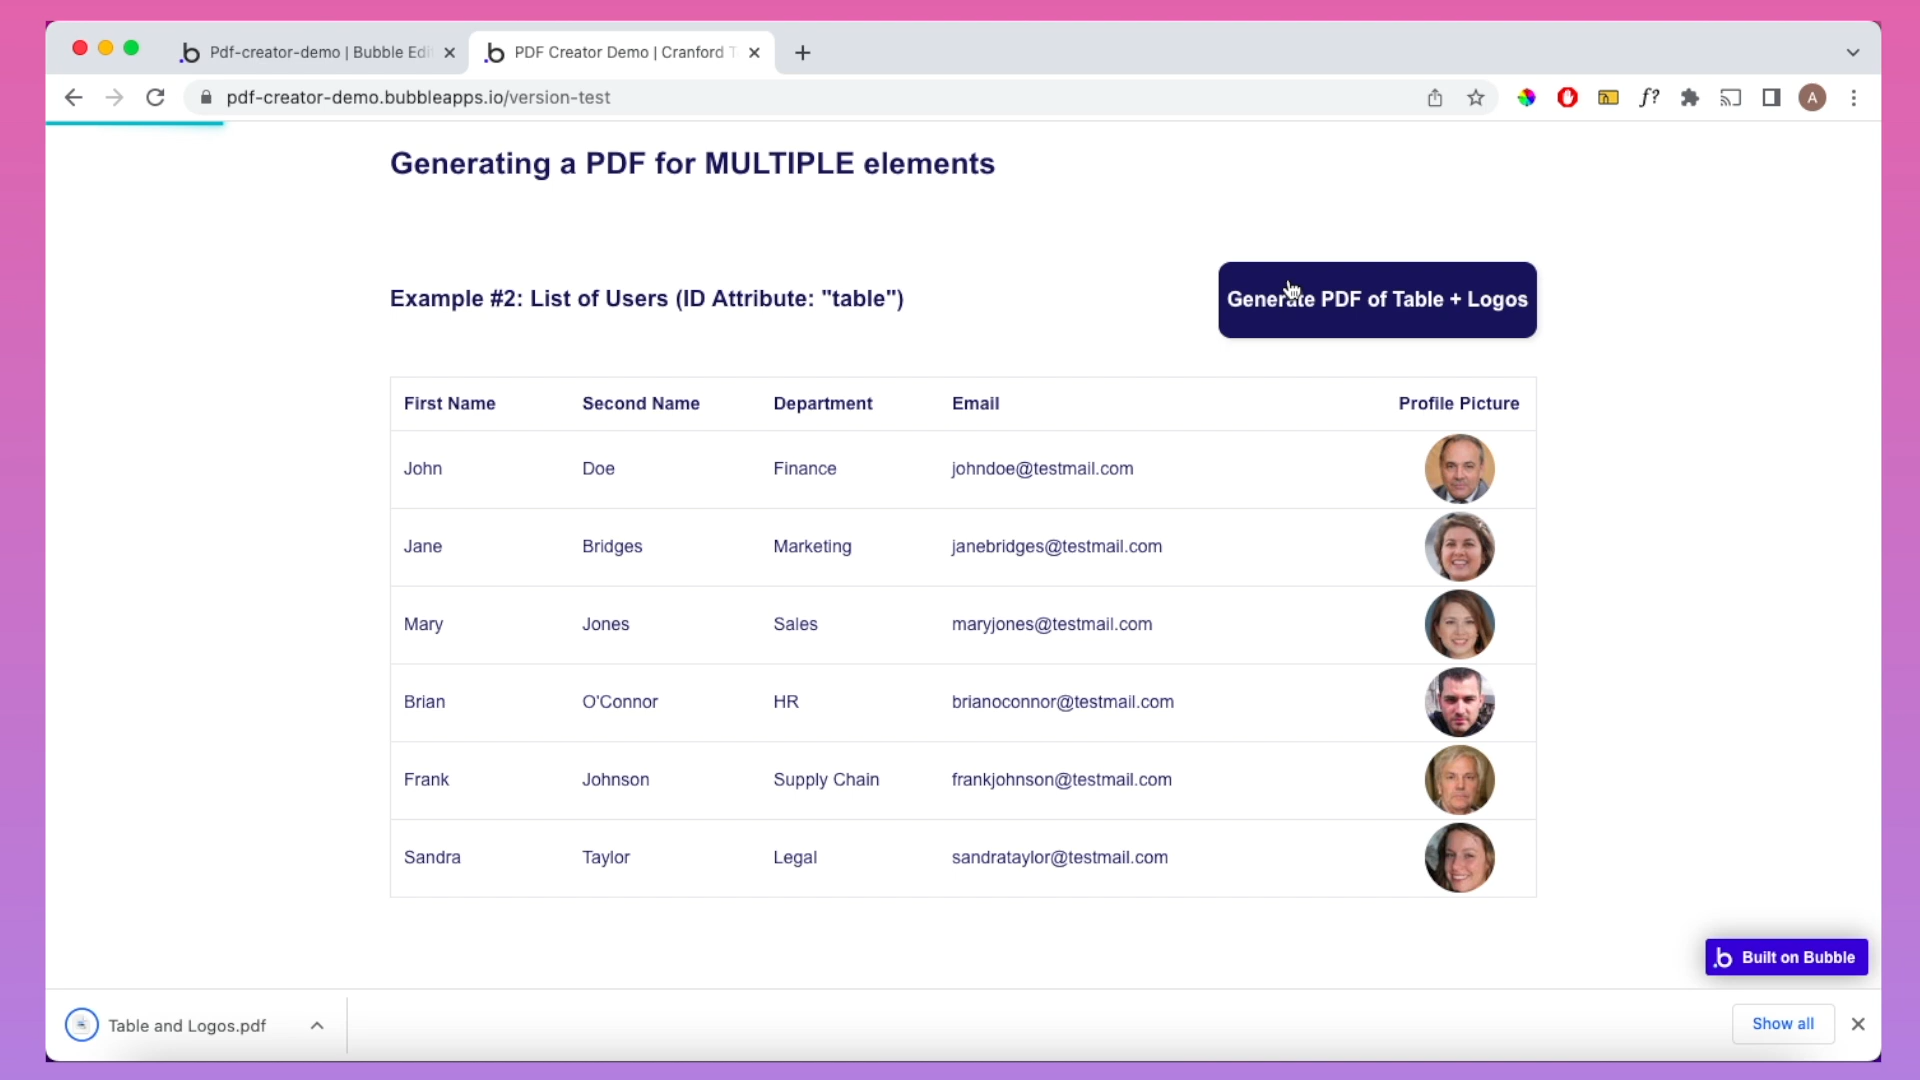 Pdf-creator-demo | Bubble Edi
PDF Creator Demo | Cranford T
pdf-creator-demo.bubbleapps.io/version-test
f?
A
Generating a PDF for MULTIPLE elements
Example #2: List of Users (ID Attribute: "table")
Generate PDF of Table + Logos
First Name Second Name Department Email Profile Picture
John Doe Finance johndoe@testmail.com
Jane Bridges Marketing janebridges@testmail.com
Mary Jones Sales maryjones@testmail.com
Brian O'Connor HR brianoconnor@testmail.com
Frank Johnson Supply Chain frankjohnson@testmail.com
Sandra Taylor Legal sandrataylor@testmail.com
.b Built on Bubble
Table and Logos.pdf
Show all